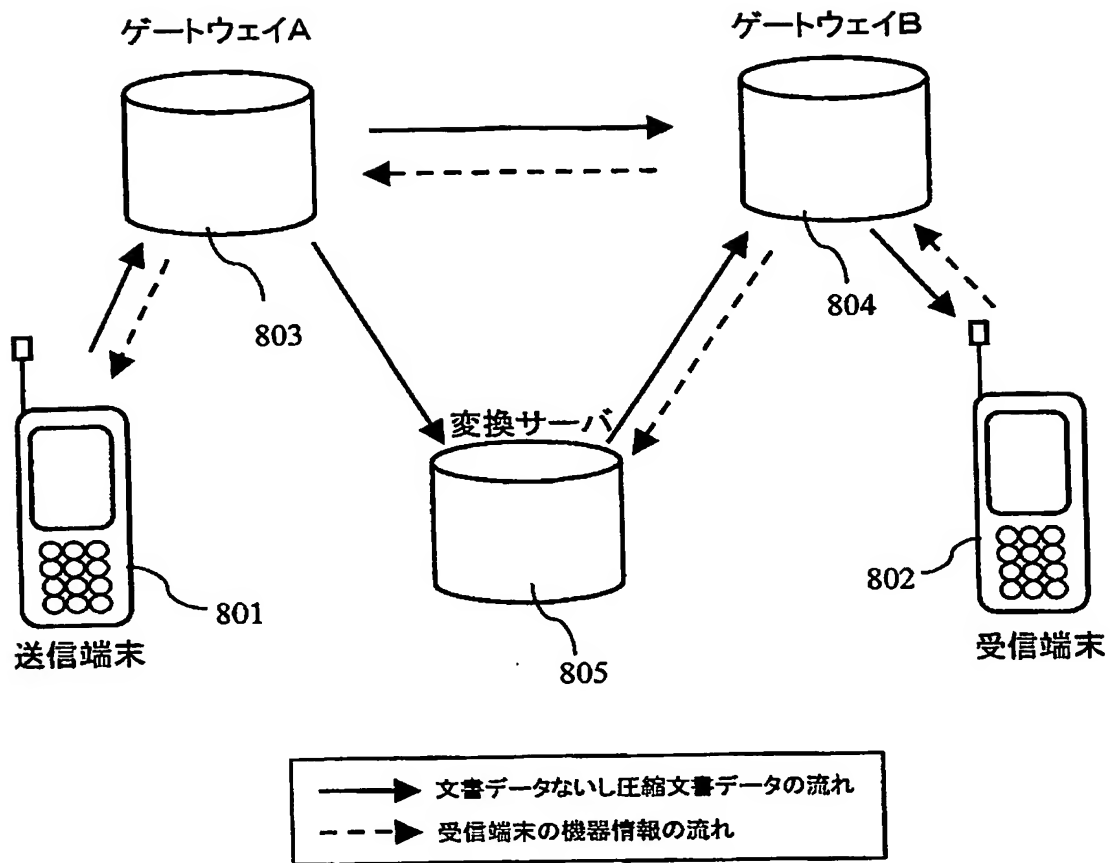 ゲートウェイA
ゲートウェイB
803
804
変換サーバ
801
802
送信端末
受信端末
805
文書データないし圧縮文書データの流れ
受信端末の機器情報の流れ